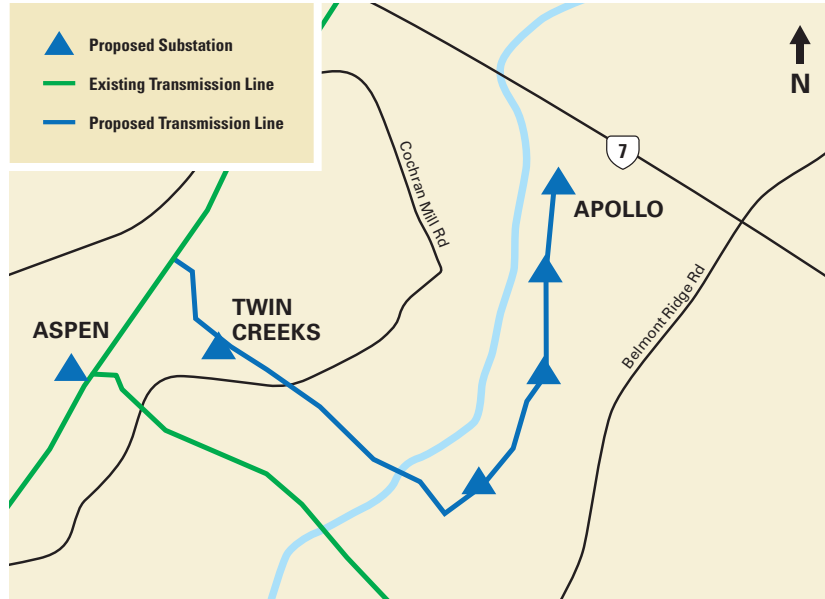 Proposed Substation
Existing Transmission Line
Proposed Transmission Line
N
7
Cochran Mill Rd
APOLLO
Belmont Ridge Rd
TWIN
CREEKS
ASPEN